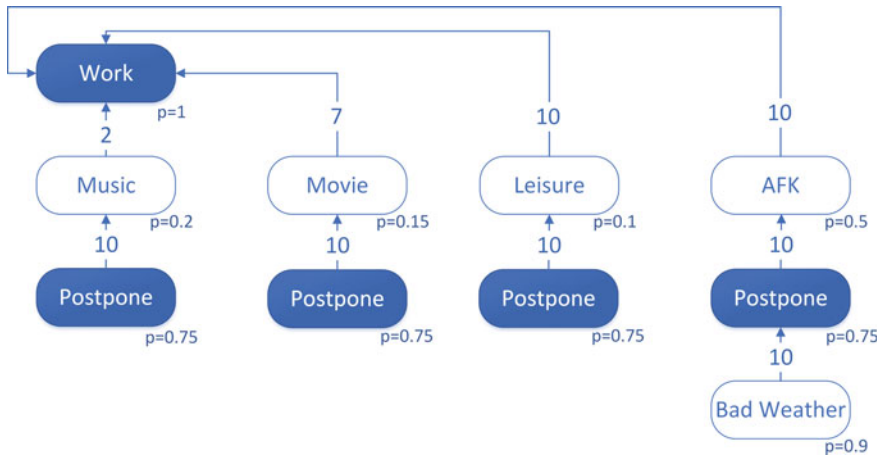 Work
p=1
2
7
10
10
Music
Movie
Leisure
AFK
p=0.2
p=0.15
p=0.1
p=0.5
10
10
10
10
Postpone
Postpone
Postpone
Postpone
p=0.75
p=0.75
p=0.75
p=0.75
10
Bad Weather
p=0.9